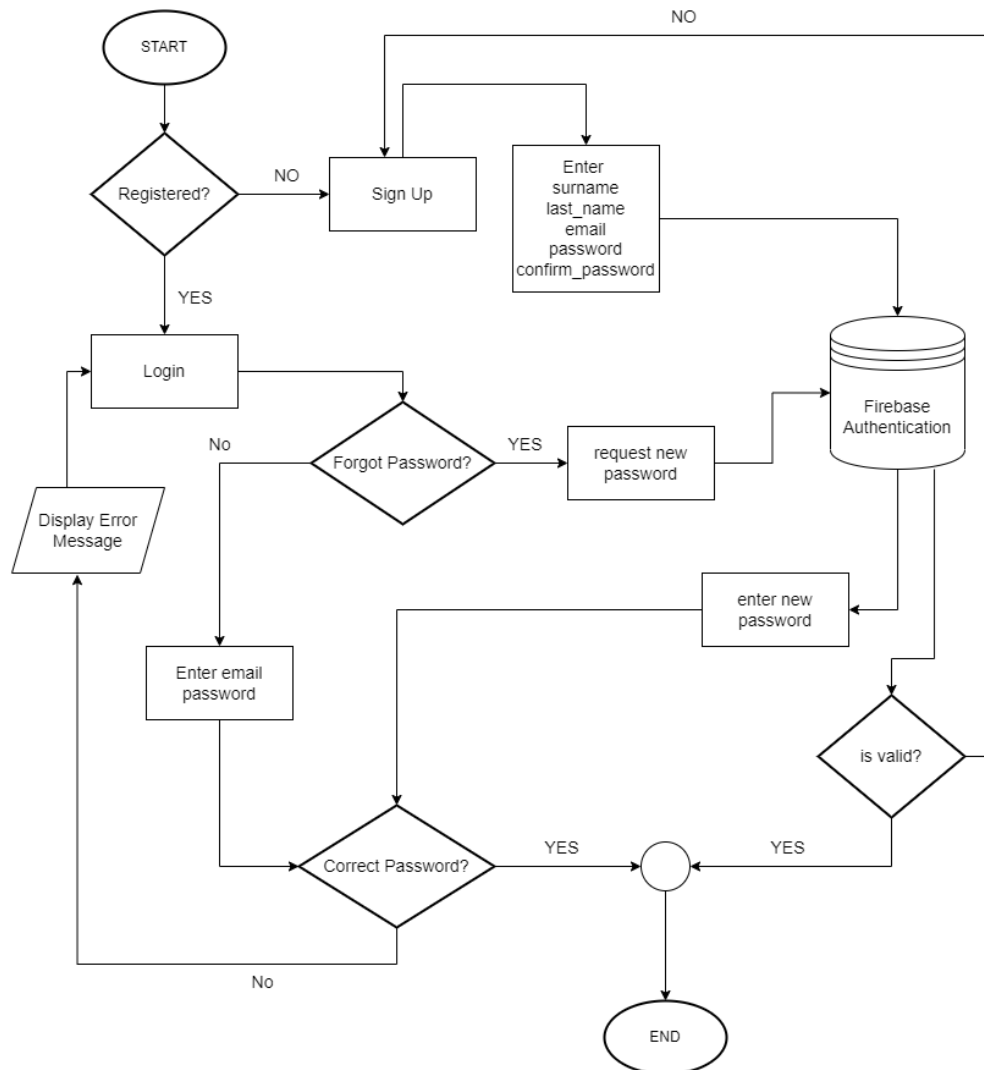 NO
START
Registered?
NO
Sign Up
Enter
surname
last_name
email
password
confirm_password
YES
Login
Firebase
Authentication
No
Forgot Password?
YES
request new
password
Display Error
Message
enter new
password
Enter email
password
is valid?
Correct Password?
YES
YES
No
END